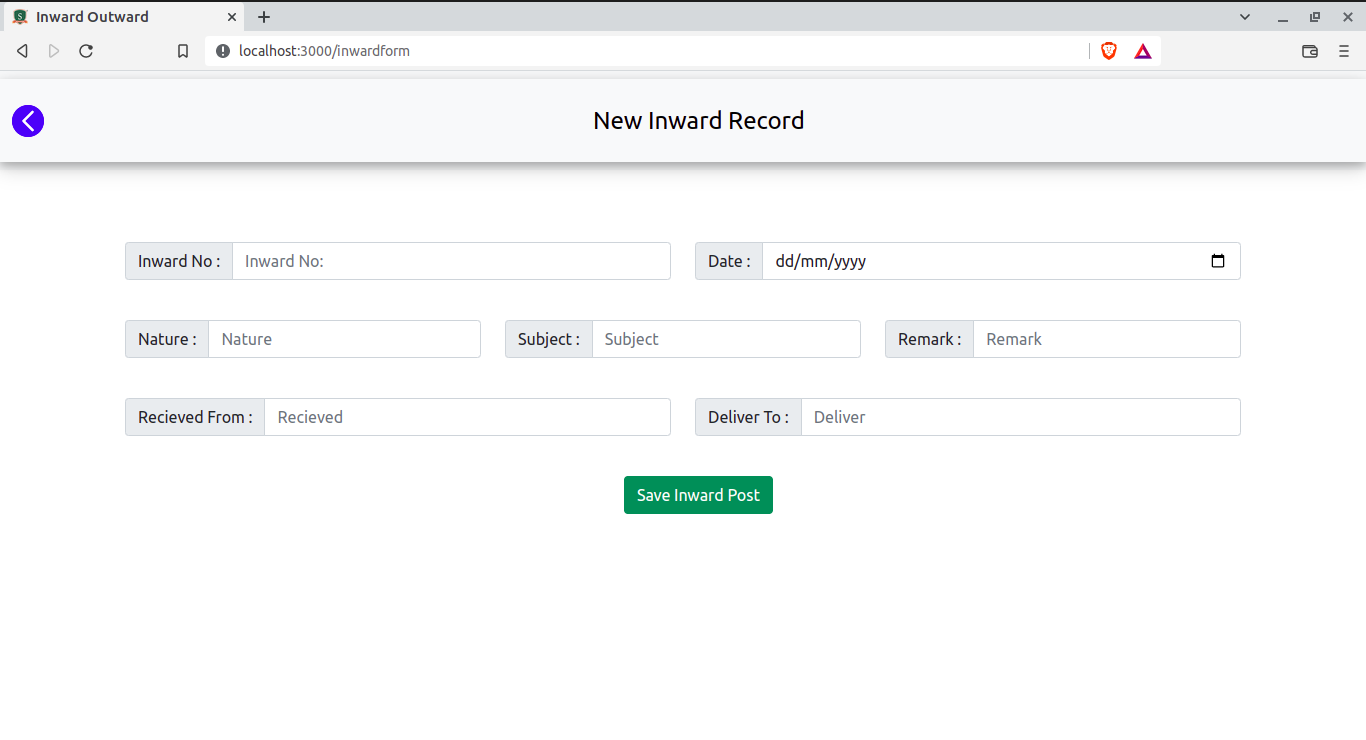 Inward Outward
localhost:3000/inwardform
New Inward Record
Inward No : Inward No: Date : dd/mm/yyyy
Nature : Nature Subject : Subject Remark : Remark
Recieved From : Recieved Deliver To : Deliver
Save Inward Post